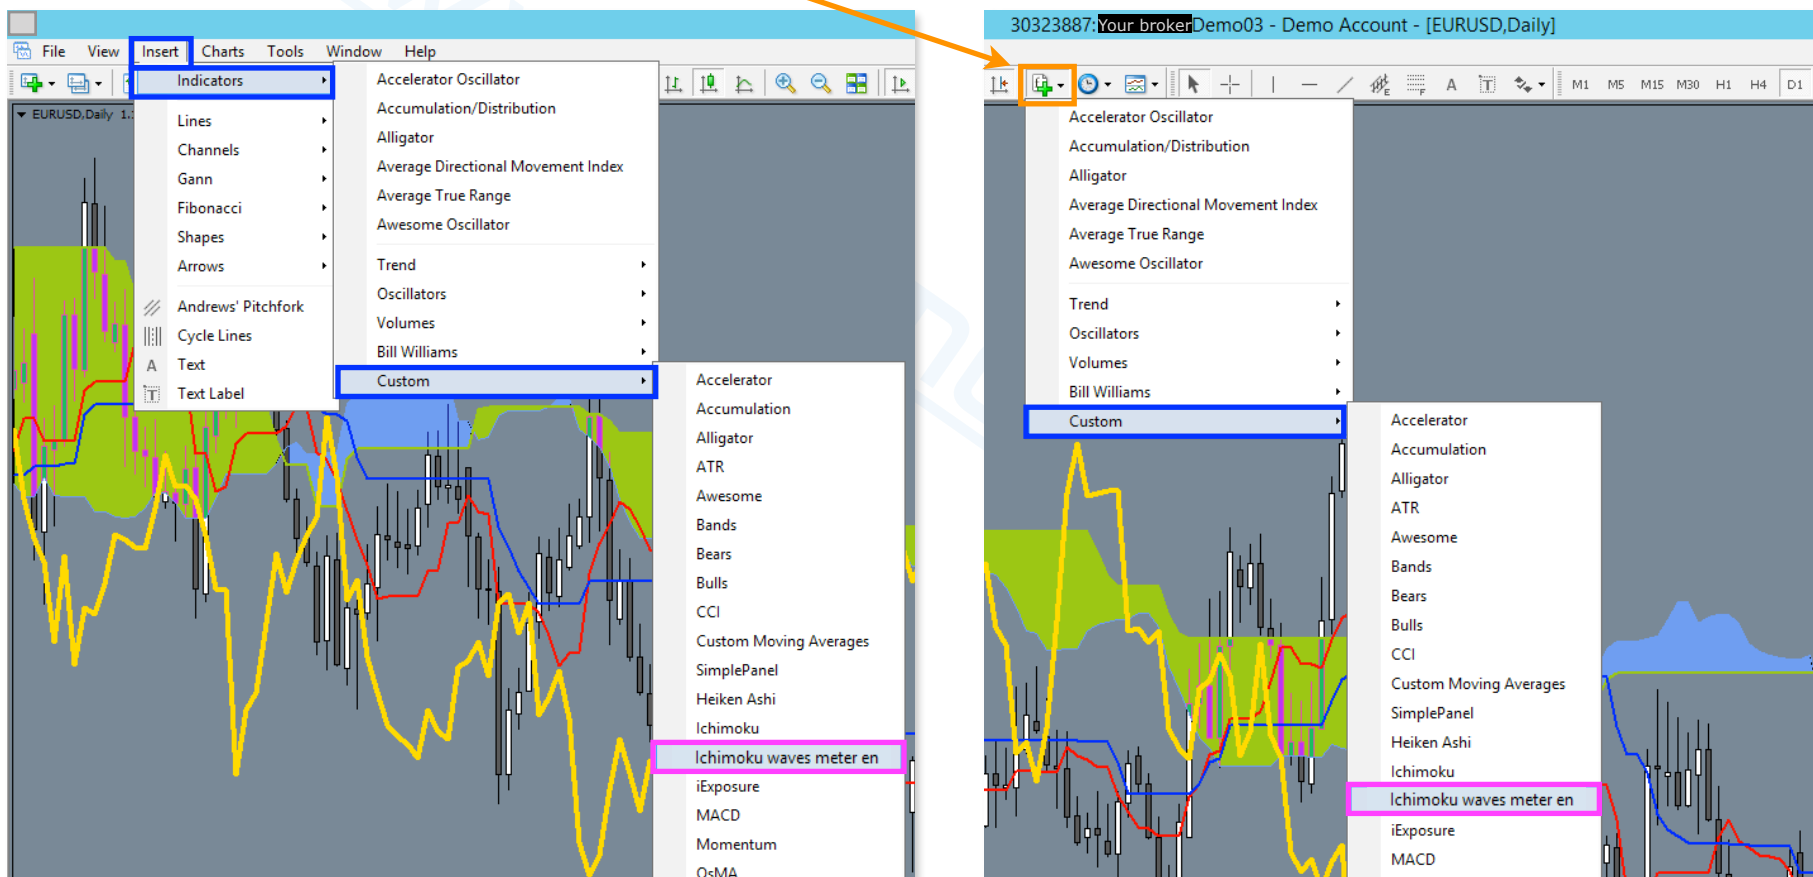 File View Insert Charts Tools Window Help
Indicators
EURUSD,Daily 1.
Lines
Channels
Gann
Fibonacci
Shapes
Arrows
Andrews' Pitchfork
Cycle Lines
A Text
T Text Label
Accelerator Oscillator
Accumulation/Distribution
Alligator
Average Directional Movement Index
Average True Range
Awesome Oscillator
Trend
Oscillators
Volumes
Bill Williams
Custom
Accelerator
Accumulation
Alligator
ATR
Awesome
Bands
Bears
Bulls
CCI
Custom Moving Averages
SimplePanel
Heiken Ashi
Ichimoku
Ichimoku waves meter en
iExposure
MACD
Momentum
OsMA
30323887:Your brokerDemo03 - Demo Account - [EURUSD,Daily]
E F A T M1 M5 M15 M30 H1 H4 D1
Accelerator Oscillator
Accumulation/Distribution
Alligator
Average Directional Movement Index
Average True Range
Awesome Oscillator
Trend
Oscillators
Volumes
Bill Williams
Custom
Accelerator
Accumulation
Alligator
ATR
Awesome
Bands
Bears
Bulls
CCI
Custom Moving Averages
SimplePanel
Heiken Ashi
Ichimoku
Ichimoku waves meter en
iExposure
MACD